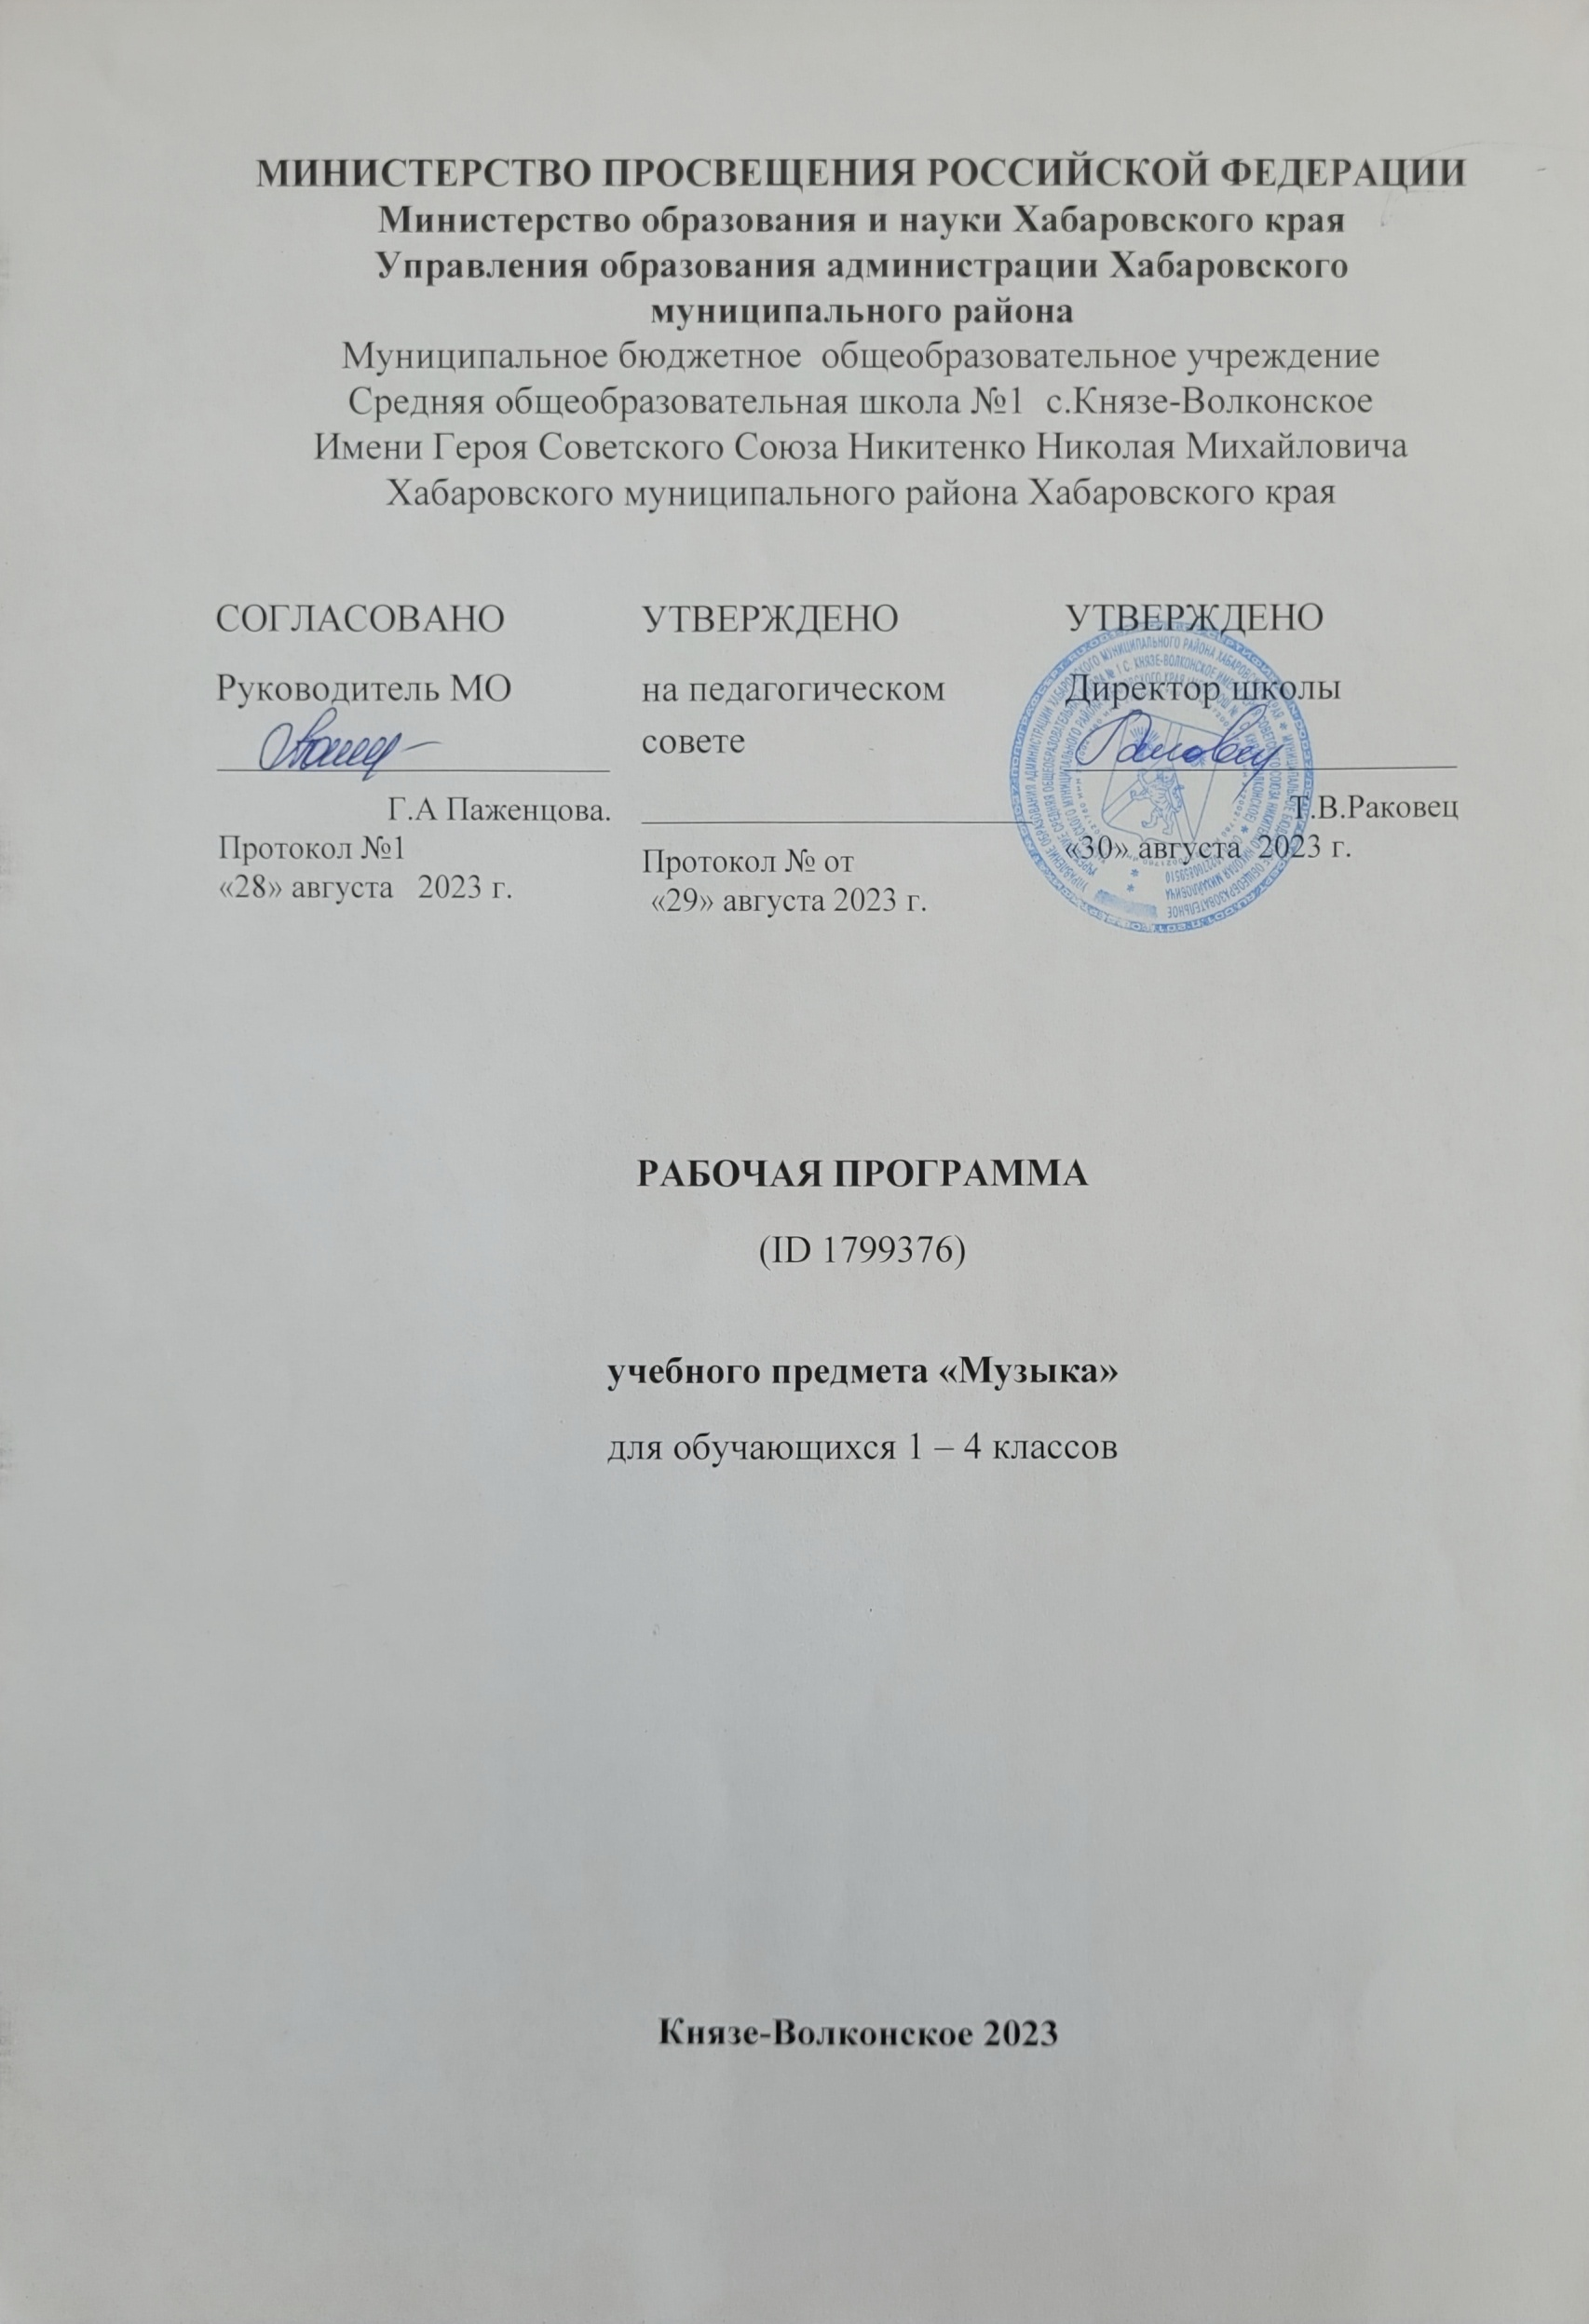 МИНИСТЕРСТВО ПРОСВЕЩЕНИЯ РОССИЙСКОЙ ФЕДЕРАЦИИ
Министерство образования и науки Хабаровского края
Управления образования администрации Хабаровского
муниципального района
Муниципальное бюджетное общеобразовательное учреждение
Средняя общеобразовательная школа №1 с.Князе-Волконское
Имени Героя Советского Союза Никитенко Николая Михайловича
Хабаровского муниципального района Хабаровского края
СОГЛАСОВАНО
Руководитель МО
Г.А Паженцова.
Протокол №1
«28» августа 2023 г.
УТВЕРЖДЕНО
на педагогическом
совете
Протокол № от
«29» августа 2023 г.
УТВЕРЖДЕНО
Директор школы
Т.В.Раковец
«30» августа 2023 г.
РАБОЧАЯ ПРОГРАММА
(ID 1799376)
учебного предмета «Музыка»
для обучающихся 1 – 4 классов
Князе-Волконское 2023